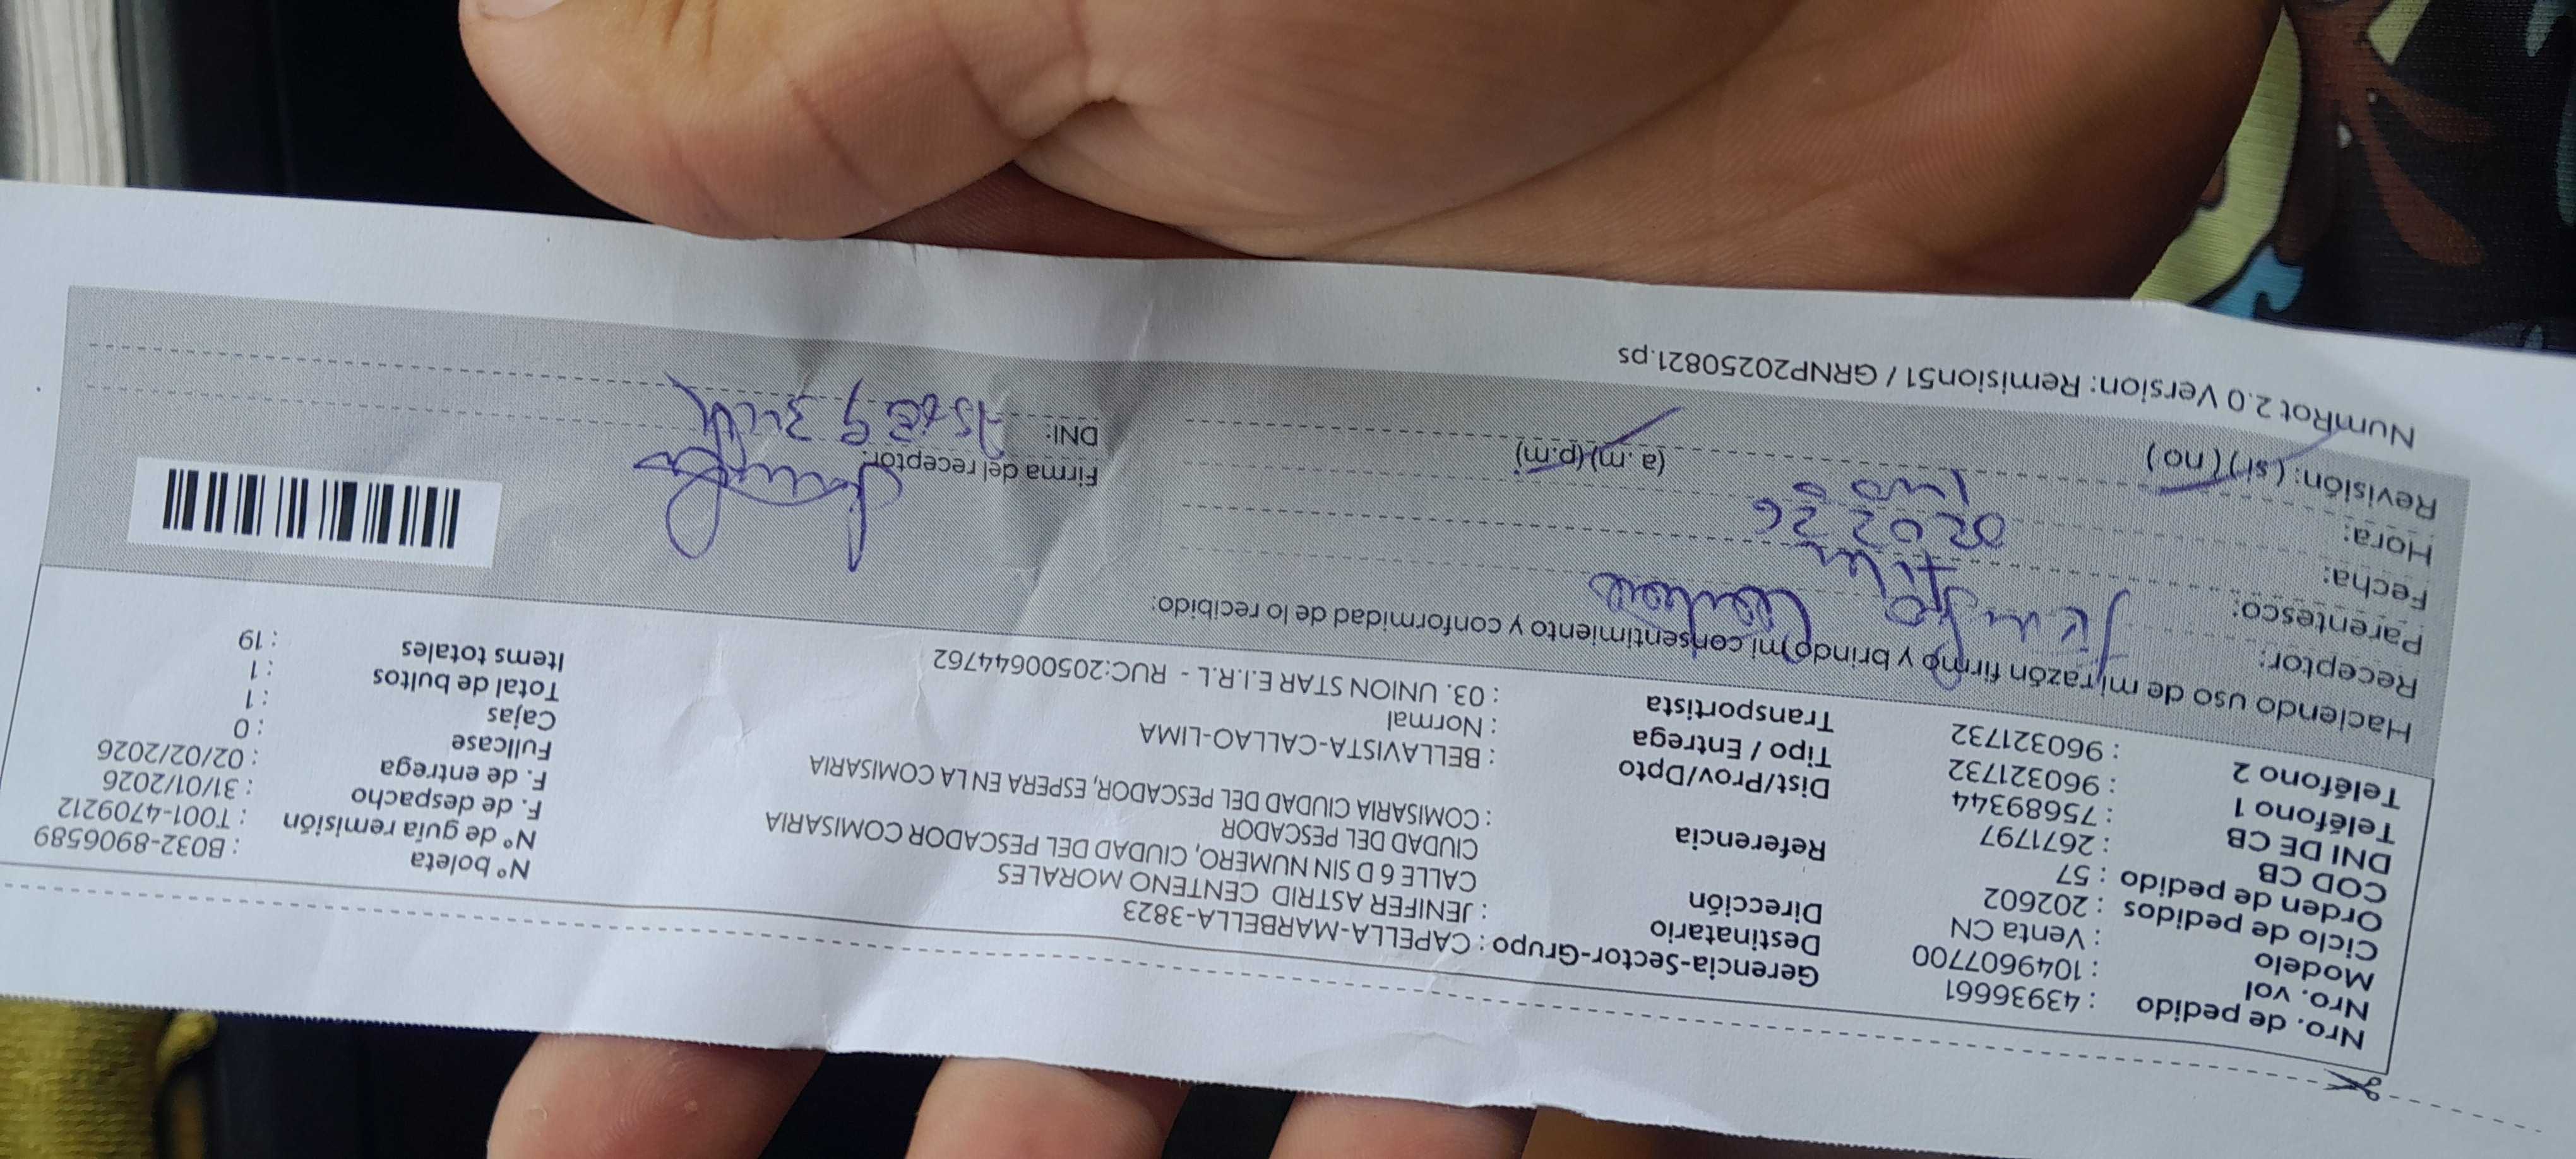 Nro. de pedido : 43936661
Nro. vol : 1049607700
Modelo : Venta CN
Ciclo de pedidos : 202602
Orden de pedido : 57
COD CB : 2671797
DNI DE CB : 75689344
Teléfono 1 : 960321732
Teléfono 2 : 960321732
Gerencia-Sector-Grupo : CAPELLA-MARBELLA-3823
Destinatario : JENIFER ASTRID CENTENO MORALES
Dirección CALLE 6 D SIN NUMERO, CIUDAD DEL PESCADOR COMISARIA
CIUDAD DEL PESCADOR
Referencia : COMISARIA CIUDAD DEL PESCADOR, ESPERA EN LA COMISARIA
Dist/Prov/Dpto : BELLAVISTA-CALLAO-LIMA
Tipo / Entrega : Normal
Transportista : 03. UNION STAR E.I.R.L - RUC:20500644762
N° boleta : B032-8906589
N° de guía remisión : T001-4709212
F. de despacho : 31/01/2026
F. de entrega : 02/02/2026
Fullcase : 0
Cajas : 1
Total de bultos : 1
Items totales : 19
Haciendo uso de mi razón firmo y brindo mi consentimiento y conformidad de lo recibido:
Receptor:
Parentesco:
Fecha: 02 02 26
Hora: (a.m) (p.m)
Revisión: (si) (no)
Firma del receptor:
DNI:
NumRot 2.0 Version: Remision51 / GRNP20250821.ps